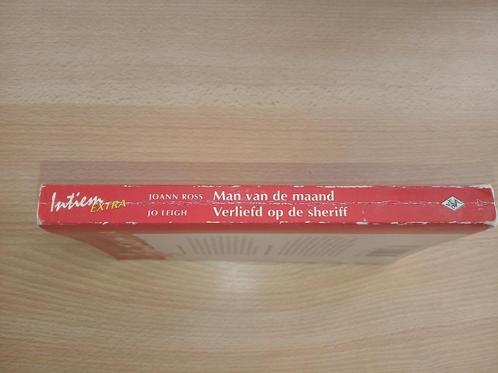 Intiem
EXTRA
JOANN ROSS Man van de maand
JO LEIGH Verliefd op de sheriff